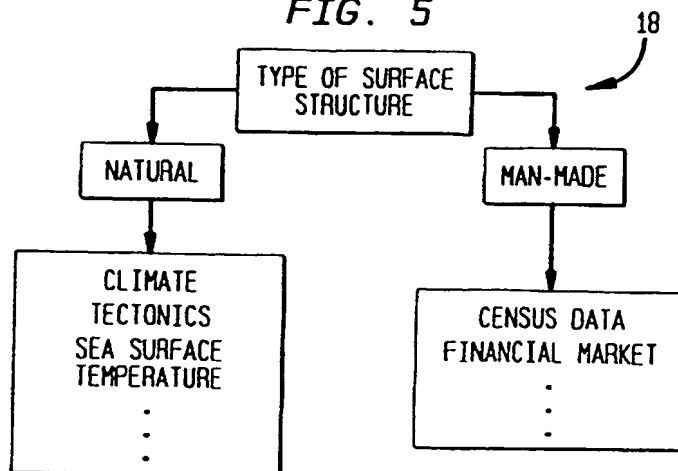 FIG. 5
18
TYPE OF SURFACE
STRUCTURE
NATURAL
MAN-MADE
CLIMATE
TECTONICS
SEA SURFACE
TEMPERATURE
.
.
.
CENSUS DATA
FINANCIAL MARKET
.
.
.